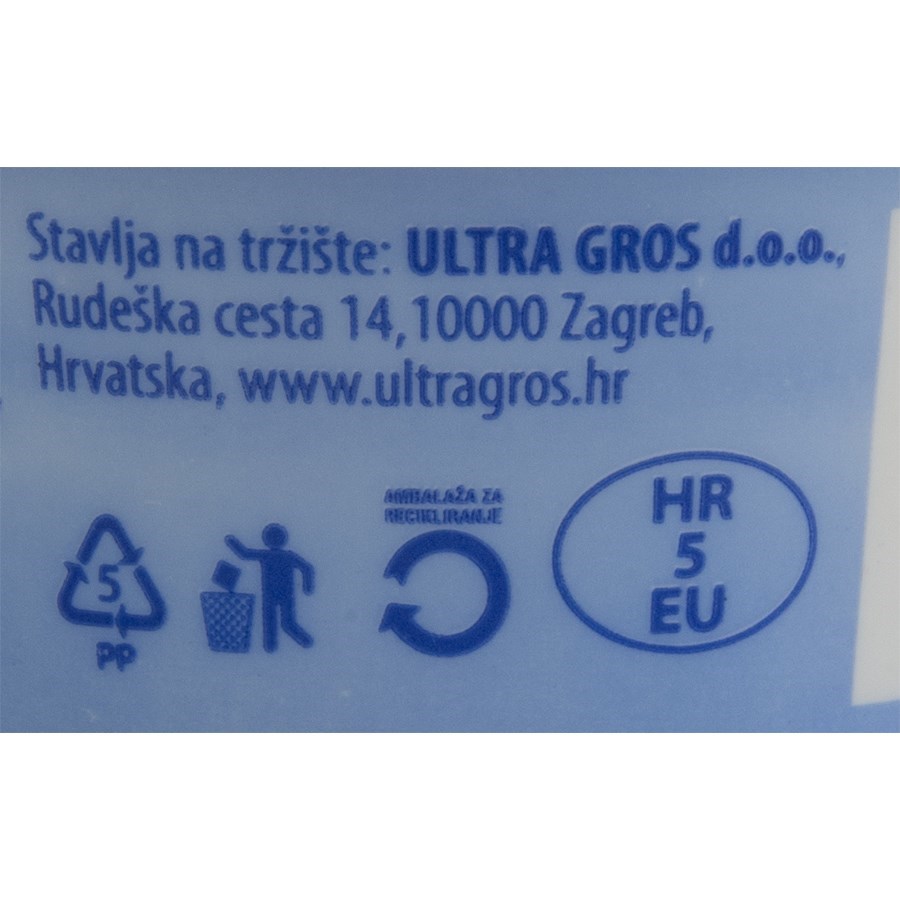 Stavlja na tržište: ULTRA GROS d.o.o.,
Rudeška cesta 14, 10000 Zagreb,
Hrvatska, www.ultragros.hr
AMBALAŽA ZA
RECIKLIRANJE
HR
5
EU
5
PP